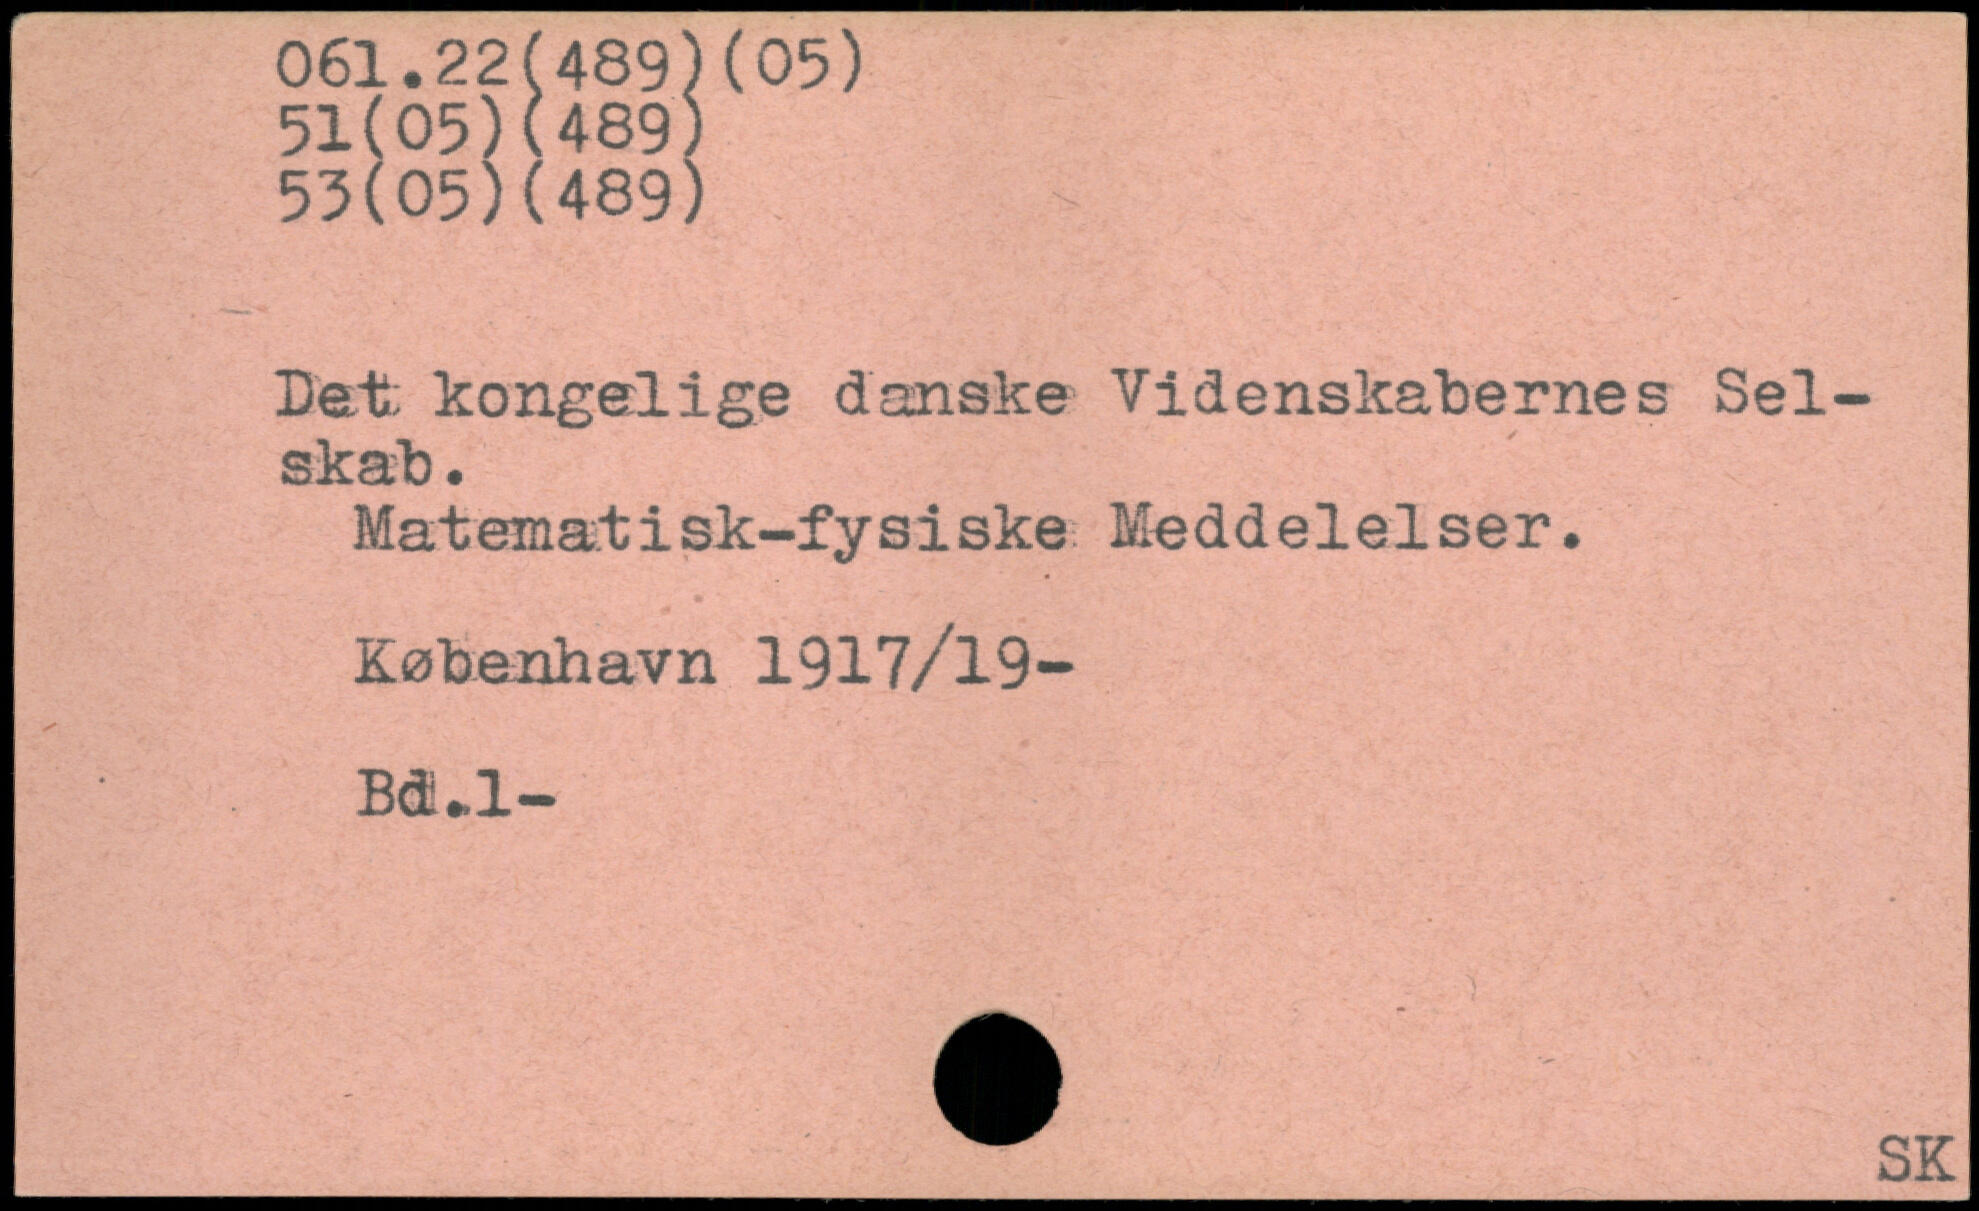 061.22(489)(05)
51(05)(489)
53(05)(489)
Det kongelige danske Videnskabernes Sel-
skab.
Matematisk-fysiske Meddelelser.
København 1917/19-
Bd.1-
SK